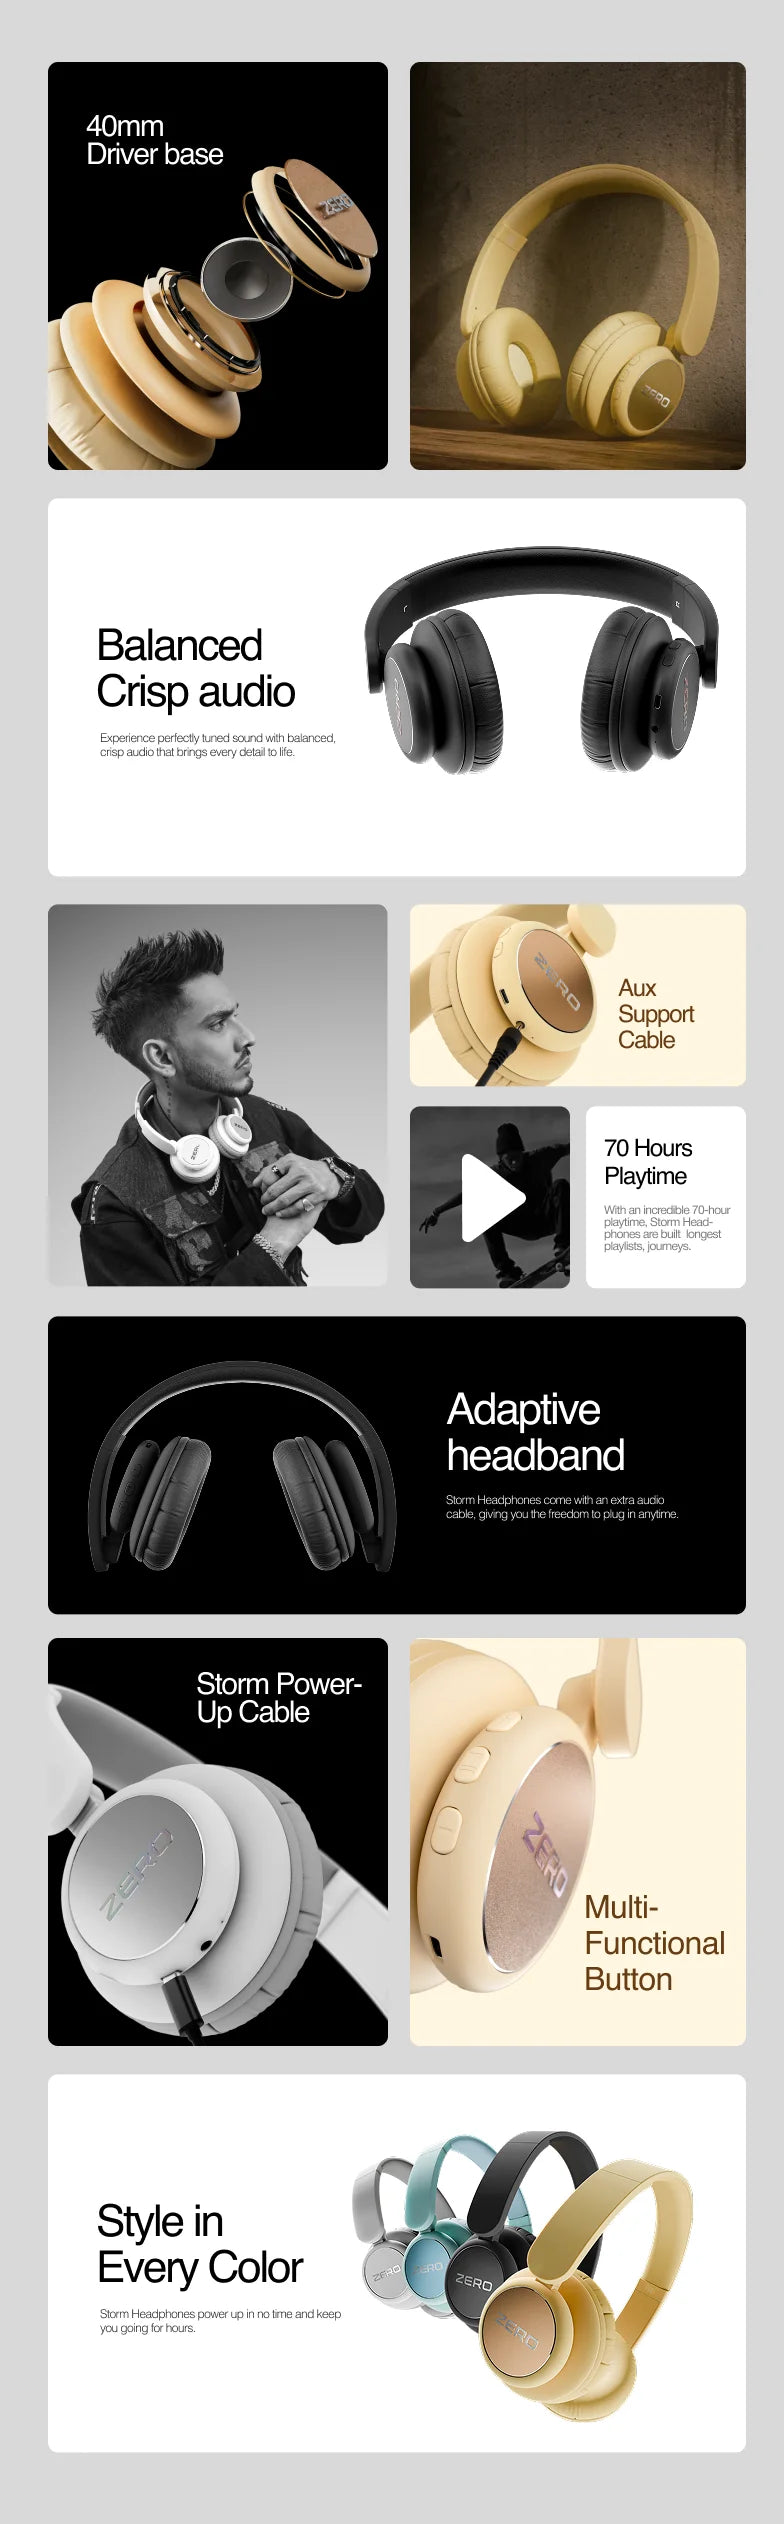 40mm
Driver base
ZERO
ZERO
Balanced
Crisp audio
Experience perfectly tuned sound with balanced,
crisp audio that brings every detail to life.
Aux
Support
Cable
ZERO
70 Hours
Playtime
With an incredible 70-hour
playtime, Storm Head-
phones are built longest
playlists, journeys.
Adaptive
headband
Storm Headphones come with an extra audio
cable, giving you the freedom to plug in anytime.
Storm Power-
Up Cable
ZERO
ZERO
Multi-
Functional
Button
Style in
Every Color
Storm Headphones power up in no time and keep
you going for hours.
ZERO
ZERO
ZERO
ZERO